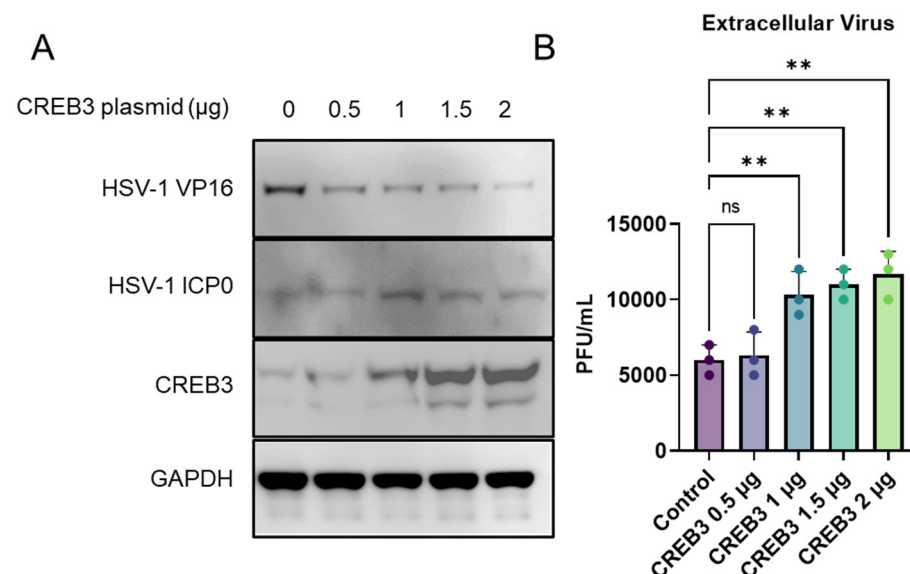 A
CREB3 plasmid (µg) 0 0.5 1 1.5 2
HSV-1 VP16
HSV-1 ICP0
CREB3
GAPDH
B
Extracellular Virus
**
**
**
ns
15000
10000
5000
0
PFU/mL
Control
CREB3 0.5 µg
CREB3 1 µg
CREB3 1.5 µg
CREB3 2 µg